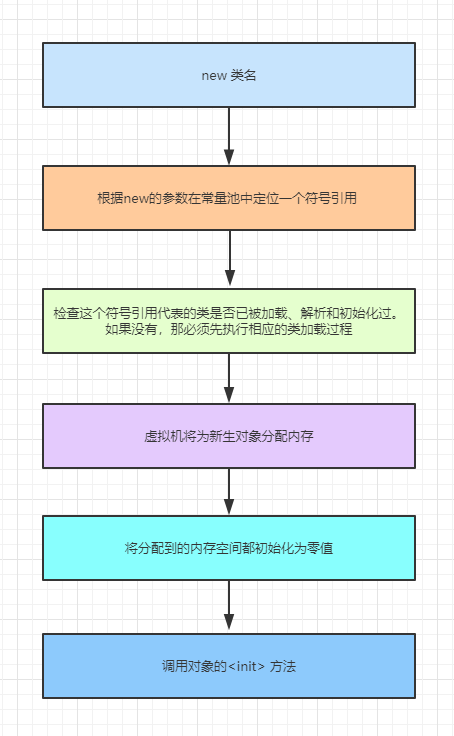 new 类名
根据new的参数在常量池中定位一个符号引用
检查这个符号引用代表的类是否已被加载、解析和初始化过。
如果没有，那必须先执行相应的类加载过程
虚拟机将为新生对象分配内存
将分配到的内存空间都初始化为零值
调用对象的<init> 方法